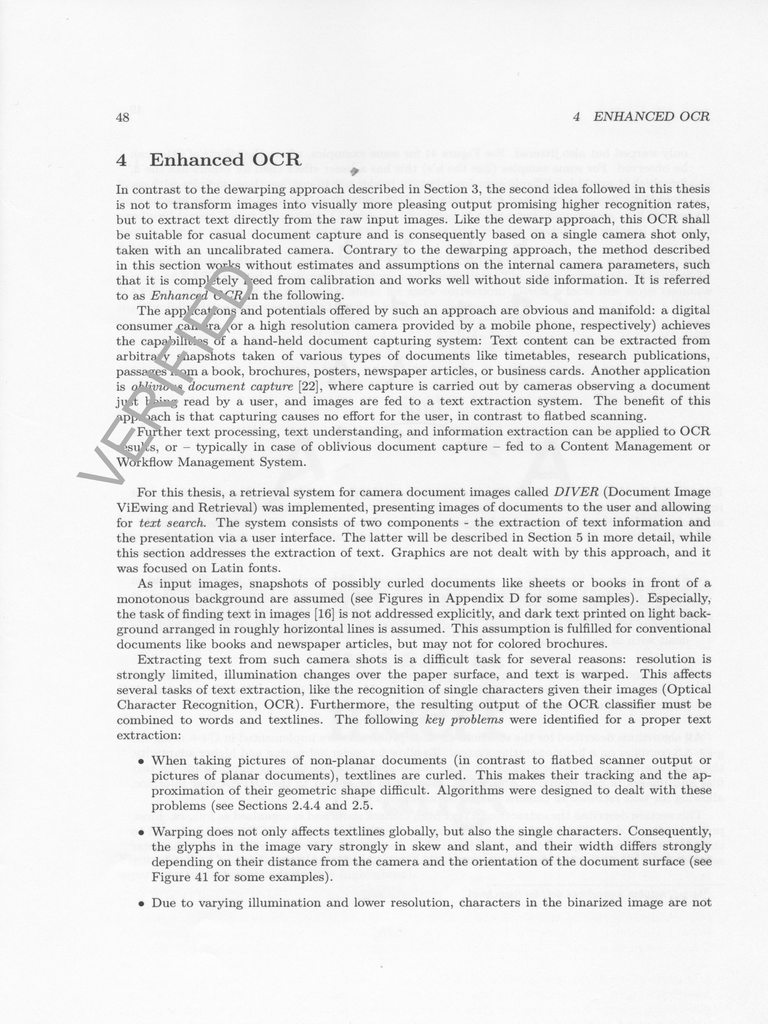 48
4 ENHANCED OCR
4 Enhanced OCR
In contrast to the dewarping approach described in Section 3, the second idea followed in this thesis
is not to transform images into visually more pleasing output promising higher recognition rates,
but to extract text directly from the raw input images. Like the dewarp approach, this OCR shall
be suitable for casual document capture and is consequently based on a single camera shot only,
taken with an uncalibrated camera. Contrary to the dewarping approach, the method described
in this section works without estimates and assumptions on the internal camera parameters, such
that it is completely freed from calibration and works well without side information. It is referred
to as Enhanced OCR in the following.
The applications and potentials offered by such an approach are obvious and manifold: a digital
consumer camera (or a high resolution camera provided by a mobile phone, respectively) achieves
the capabilities of a hand-held document capturing system: Text content can be extracted from
arbitrary snapshots taken of various types of documents like timetables, research publications,
passages from a book, brochures, posters, newspaper articles, or business cards. Another application
is oblivious document capture [22], where capture is carried out by cameras observing a document
just being read by a user, and images are fed to a text extraction system. The benefit of this
approach is that capturing causes no effort for the user, in contrast to flatbed scanning.
Further text processing, text understanding, and information extraction can be applied to OCR
results, or – typically in case of oblivious document capture – fed to a Content Management or
Workflow Management System.
For this thesis, a retrieval system for camera document images called DIVER (Document Image
ViEwing and Retrieval) was implemented, presenting images of documents to the user and allowing
for text search. The system consists of two components - the extraction of text information and
the presentation via a user interface. The latter will be described in Section 5 in more detail, while
this section addresses the extraction of text. Graphics are not dealt with by this approach, and it
was focused on Latin fonts.
As input images, snapshots of possibly curled documents like sheets or books in front of a
monotonous background are assumed (see Figures in Appendix D for some samples). Especially,
the task of finding text in images [16] is not addressed explicitly, and dark text printed on light back-
ground arranged in roughly horizontal lines is assumed. This assumption is fulfilled for conventional
documents like books and newspaper articles, but may not for colored brochures.
Extracting text from such camera shots is a difficult task for several reasons: resolution is
strongly limited, illumination changes over the paper surface, and text is warped. This affects
several tasks of text extraction, like the recognition of single characters given their images (Optical
Character Recognition, OCR). Furthermore, the resulting output of the OCR classifier must be
combined to words and textlines. The following key problems were identified for a proper text
extraction:
• When taking pictures of non-planar documents (in contrast to flatbed scanner output or
pictures of planar documents), textlines are curled. This makes their tracking and the ap-
proximation of their geometric shape difficult. Algorithms were designed to dealt with these
problems (see Sections 2.4.4 and 2.5.
• Warping does not only affects textlines globally, but also the single characters. Consequently,
the glyphs in the image vary strongly in skew and slant, and their width differs strongly
depending on their distance from the camera and the orientation of the document surface (see
Figure 41 for some examples).
• Due to varying illumination and lower resolution, characters in the binarized image are not
VERIFIED